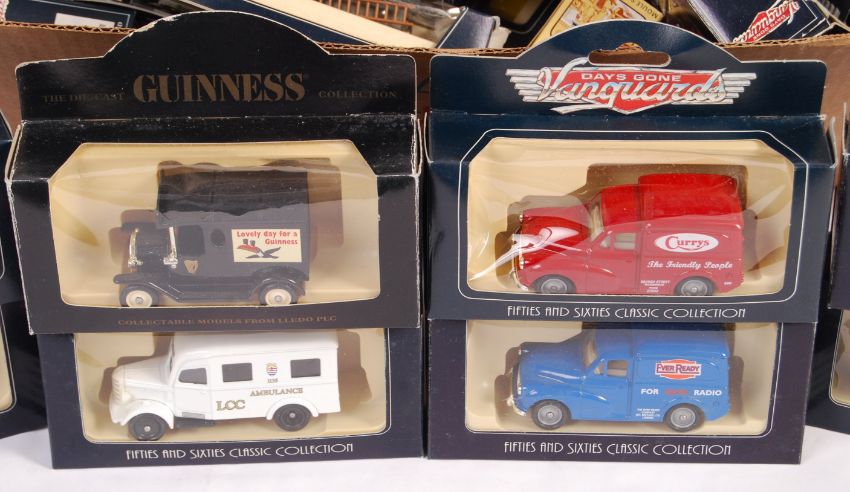 THE DIE-CAST GUINNESS COLLECTION
Lovely day for a
Guinness
COLLECTABLE MODELS FROM LLEDO PLC
DAYS GONE
Vanguards
Currys
The Friendly People
FIFTIES AND SIXTIES CLASSIC COLLECTION
AMBULANCE
LCC
FIFTIES AND SIXTIES CLASSIC COLLECTION
EVER READY
FOR RADIO
FIFTIES AND SIXTIES CLASSIC COLLECTION